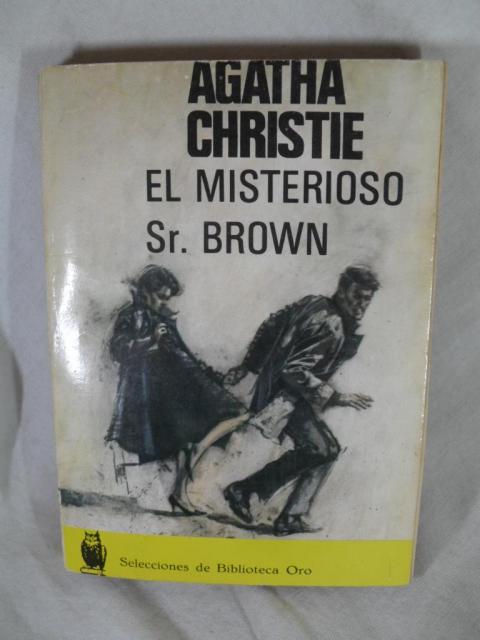 AGATHA
CHRISTIE
EL MISTERIOSO
Sr. BROWN
Selecciones de Biblioteca Oro